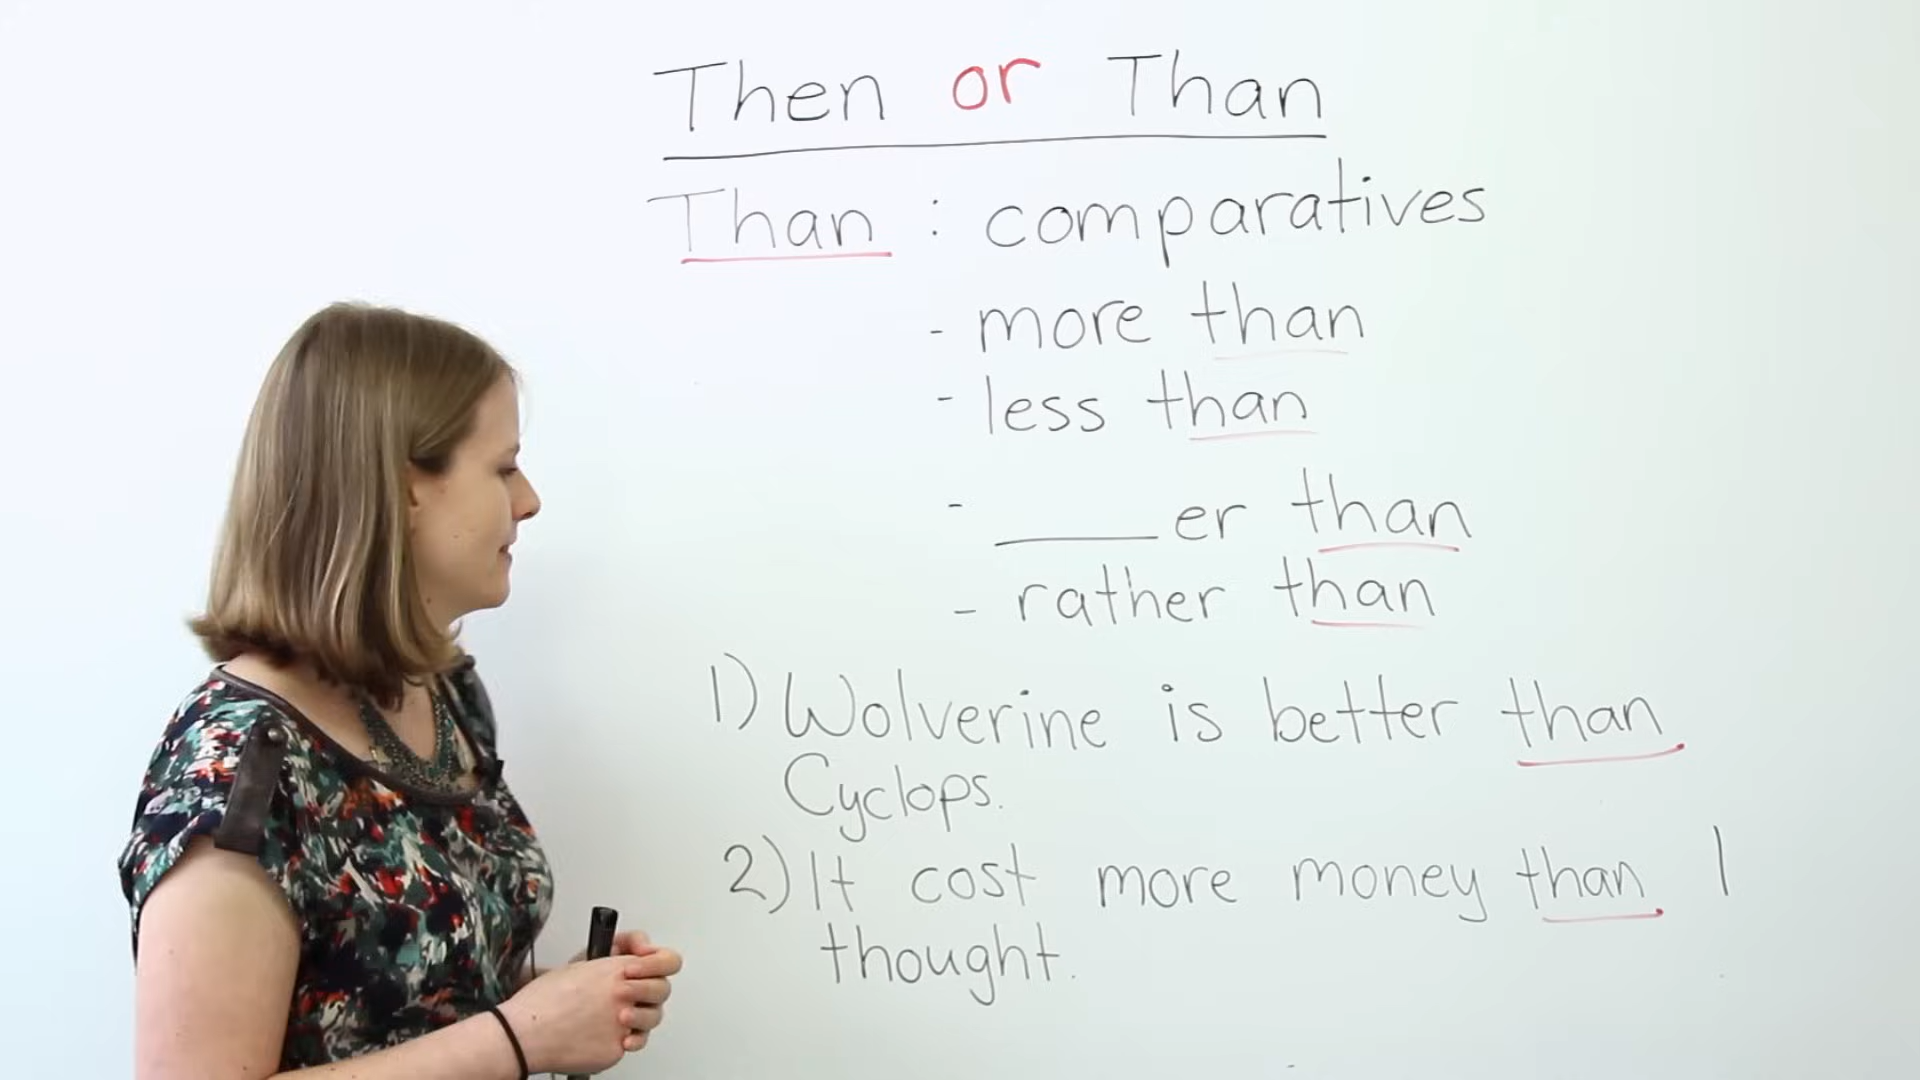 Then or Than
Than : comparatives
- more than
- less than
- ____er than
- rather than
1) Wolverine is better than
Cyclops.
2) It cost more money than I
thought.